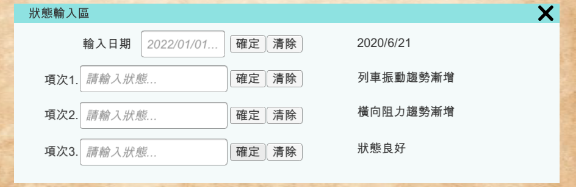 狀態輸入區
輸入日期 2022/01/01... 確定 清除 2020/6/21
項次1. 請輸入狀態... 確定 清除 列車振動趨勢漸增
項次2. 請輸入狀態... 確定 清除 橫向阻力趨勢漸增
項次3. 請輸入狀態... 確定 清除 狀態良好